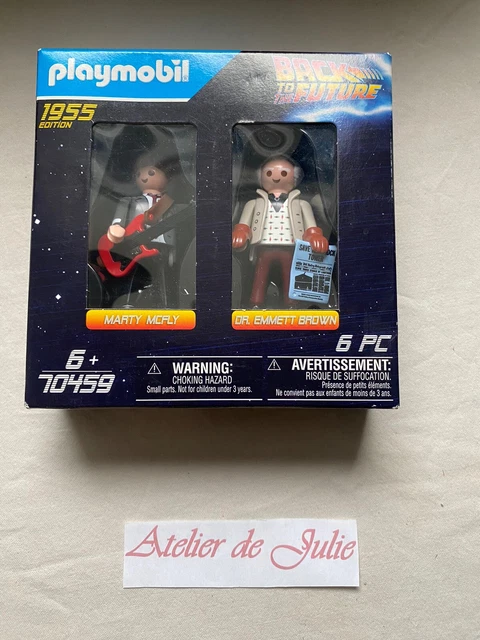 playmobil
BACK
TO THE FUTURE
1955
EDITION
SAVE
TOWER
MARTY MCFLY
DR. EMMETT BROWN
6 PC
6+
70459
WARNING:
CHOKING HAZARD
Small parts. Not for children under 3 years.
AVERTISSEMENT:
RISQUE DE SUFFOCATION.
Présence de petits éléments.
Ne convient pas aux enfants de moins de 3 ans.
Atelier de Julie